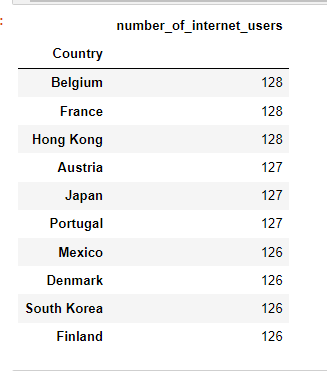 :
number_of_internet_users
Country
Belgium 128
France 128
Hong Kong 128
Austria 127
Japan 127
Portugal 127
Mexico 126
Denmark 126
South Korea 126
Finland 126